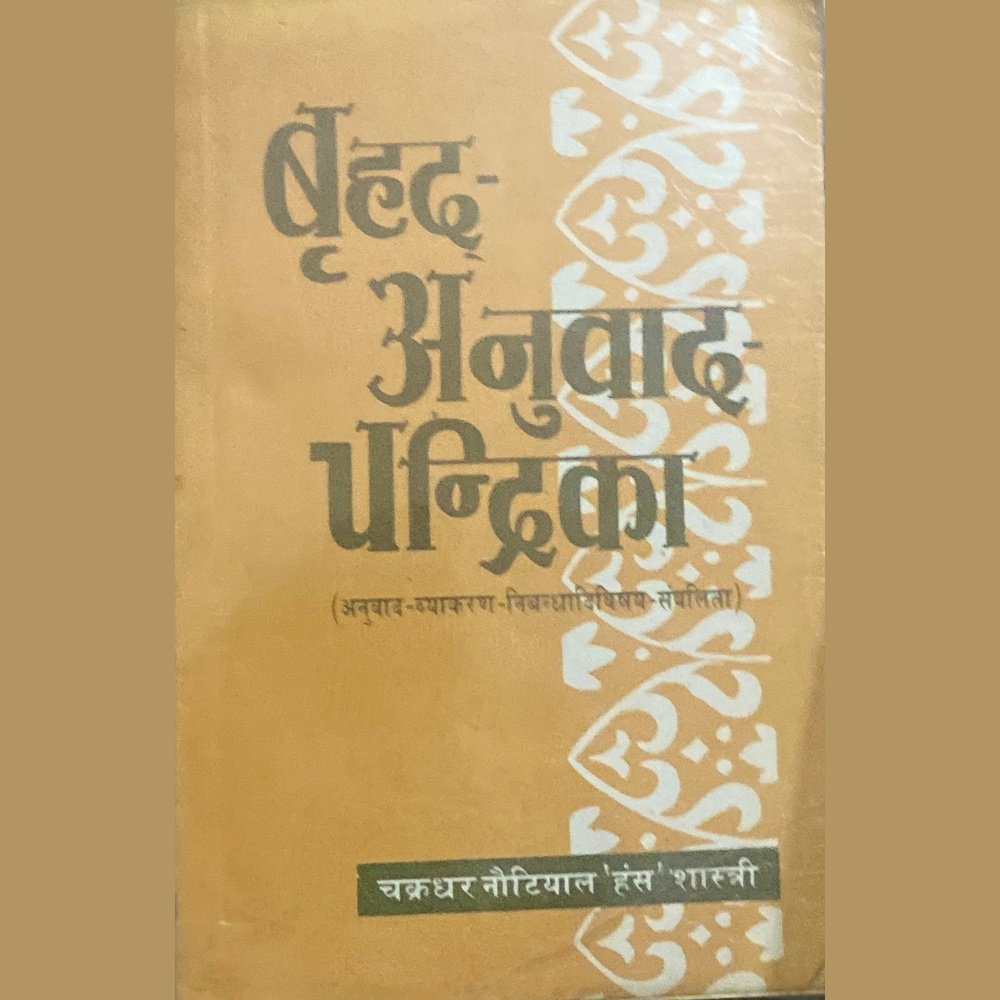 बृहद्-
अनुवाद-
चन्द्रिका
(अनुवाद-व्याकरण-निबन्धादिविषय-संवलिता)
चक्रधर नौटियाल 'हंस' शास्त्री